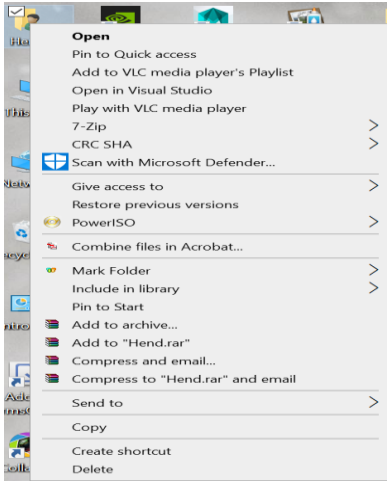 Open
Pin to Quick access
Add to VLC media player's Playlist
Open in Visual Studio
Play with VLC media player
7-Zip
CRC SHA
Scan with Microsoft Defender...
Give access to
Restore previous versions
PowerISO
Combine files in Acrobat...
Mark Folder
Include in library
Pin to Start
Add to archive...
Add to "Hend.rar"
Compress and email...
Compress to "Hend.rar" and email
Send to
Copy
Create shortcut
Delete